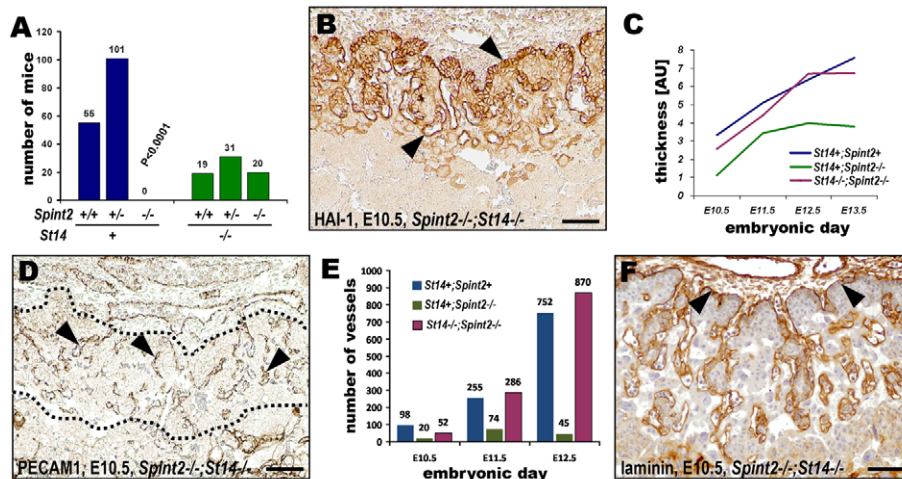 A
number of mice
120
100
80
60
40
20
0
55
101
0
P<0.0001
19
31
20
Spint2 +/+ +/- -/- +/+ +/- -/-
St14 + -/-
B
HAI-1, E10.5, Spint2-/-;St14-/-
C
thickness [AU]
8
7
6
5
4
3
2
1
0
St14+;Spint2+
St14+;Spint2-/-
St14-/-;Spint2-/-
E10.5 E11.5 E12.5 E13.5
embryonic day
D
PECAM1, E10.5, Spint2-/-;St14-/-
E
number of vessels
1000
900
800
700
600
500
400
300
200
100
0
St14+;Spint2+
St14+;Spint2-/-
St14-/-;Spint2-/-
98 20 52
255 74 286
752 45 870
E10.5 E11.5 E12.5
embryonic day
F
laminin, E10.5, Spint2-/-;St14-/-